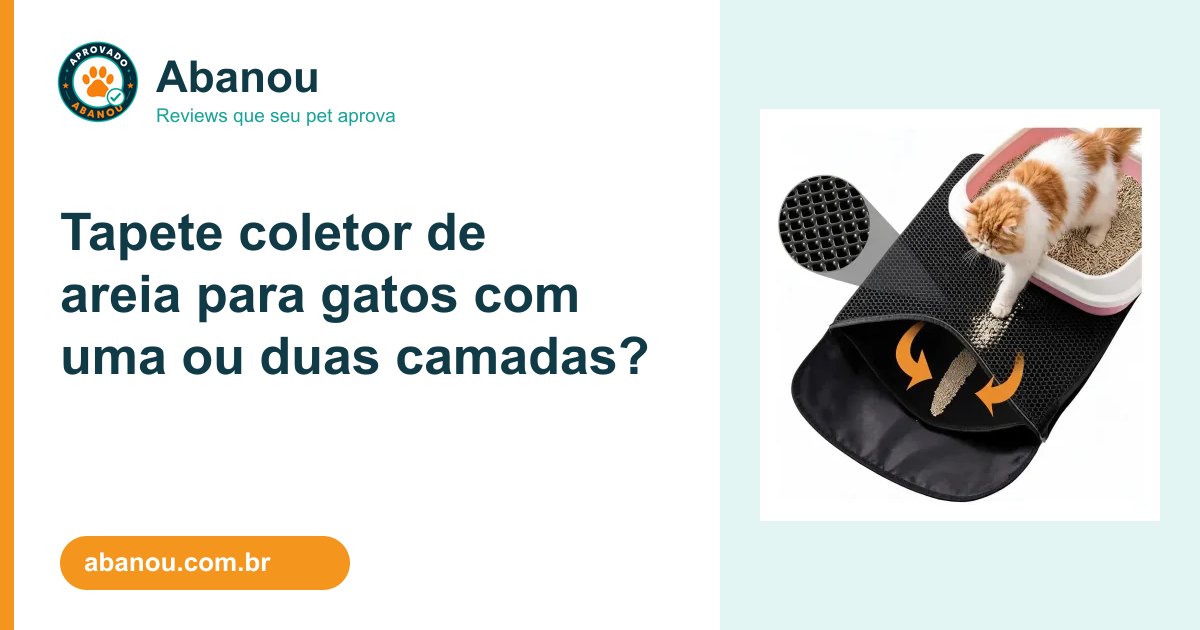 APROVADO
ABANOU
Abanou
Reviews que seu pet aprova
Tapete coletor de
areia para gatos com
uma ou duas camadas?
abanou.com.br